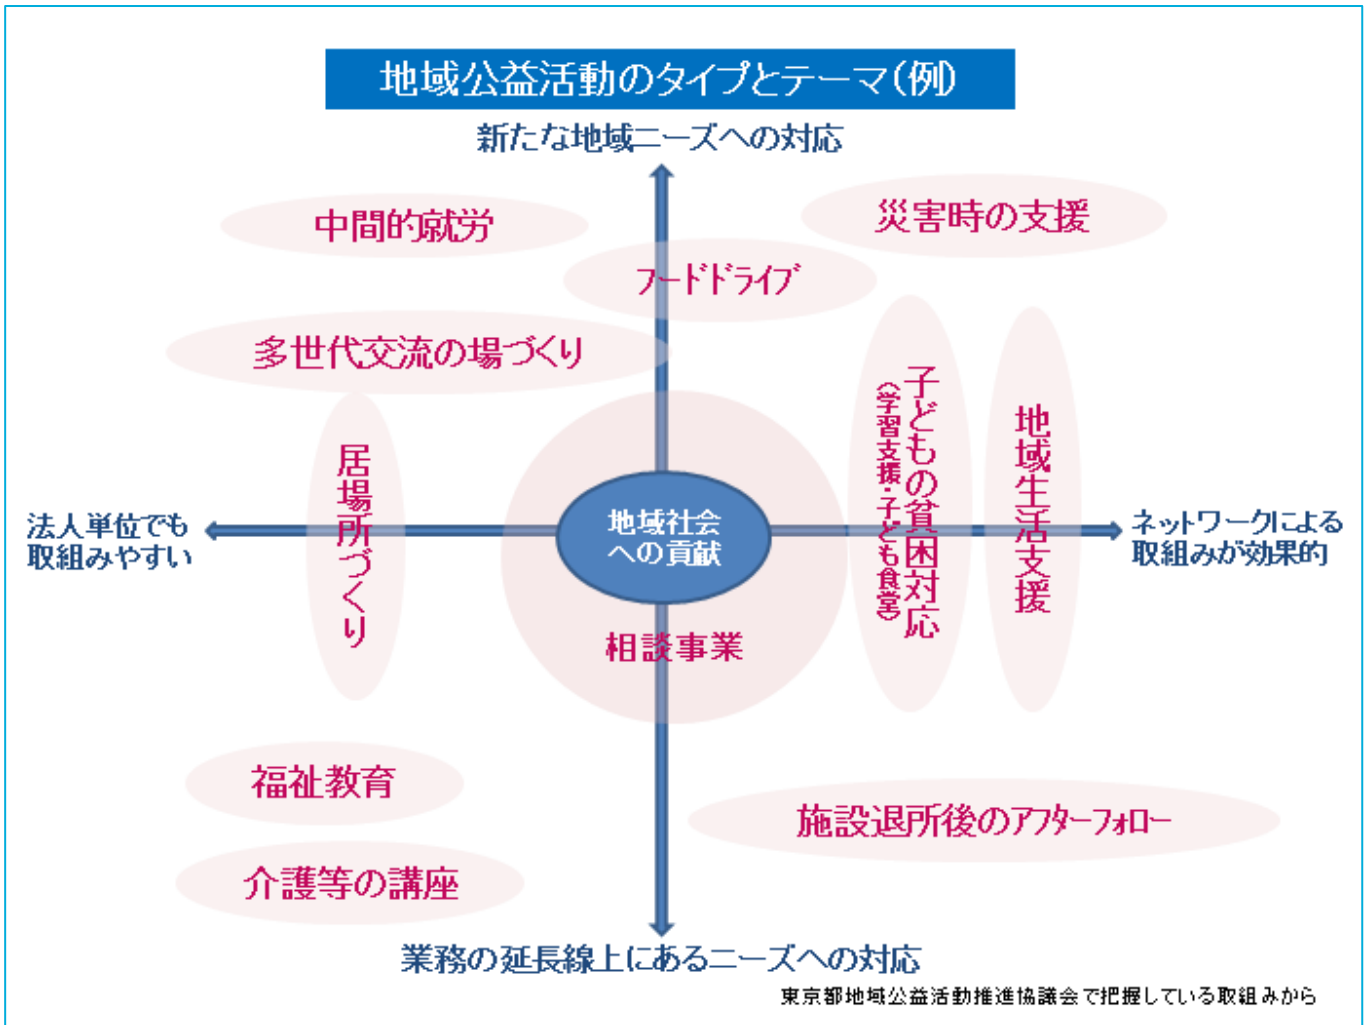 地域公益活動のタイプとテーマ(例)
新たな地域ニーズへの対応
中間的就労
災害時の支援
フードドライブ
多世代交流の場づくり
子どもの貧困対応
(学習支援・子ども食堂)
地域生活支援
居場所づくり
法人単位でも
取組みやすい
地域社会
への貢献
ネットワークによる
取組みが効果的
相談事業
福祉教育
施設退所後のアフターフォロー
介護等の講座
業務の延長線上にあるニーズへの対応
東京都地域公益活動推進協議会で把握している取組みから